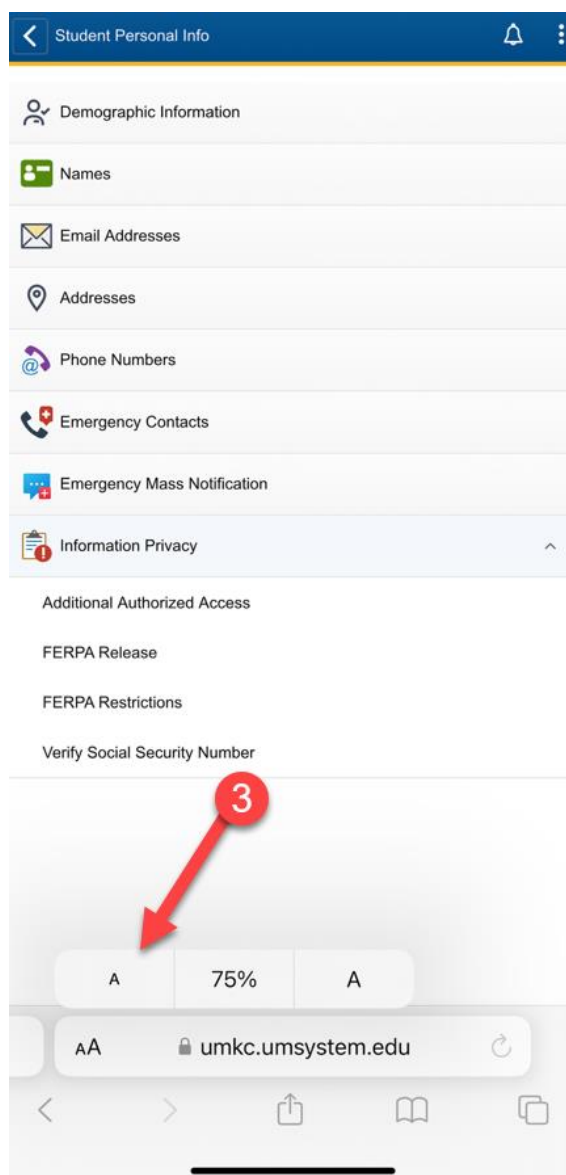 Student Personal Info
Demographic Information
Names
Email Addresses
Addresses
@
Phone Numbers
Emergency Contacts
Emergency Mass Notification
Information Privacy
Additional Authorized Access
FERPA Release
FERPA Restrictions
Verify Social Security Number
3
A 75% A
AA umkc.umsystem.edu